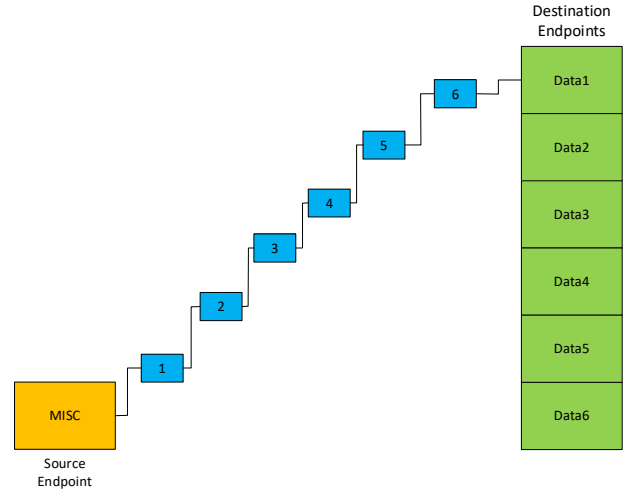 Destination
Endpoints
Data1
6
Data2
5
Data3
4
3
Data4
2
Data5
1
MISC
Data6
Source
Endpoint